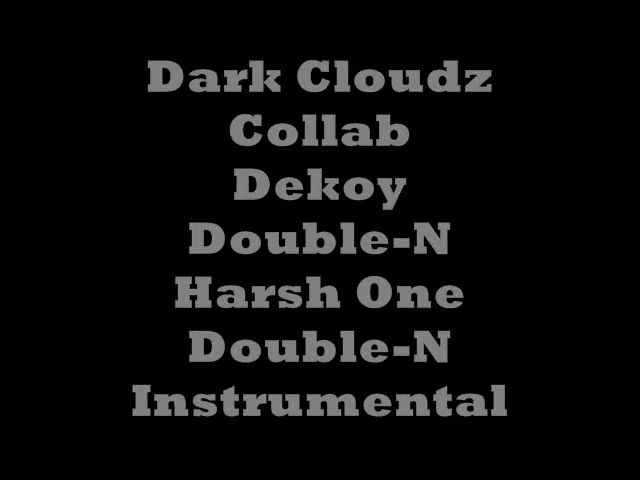 Dark Cloudz
Collab
Dekoy
Double-N
Harsh One
Double-N
Instrumental